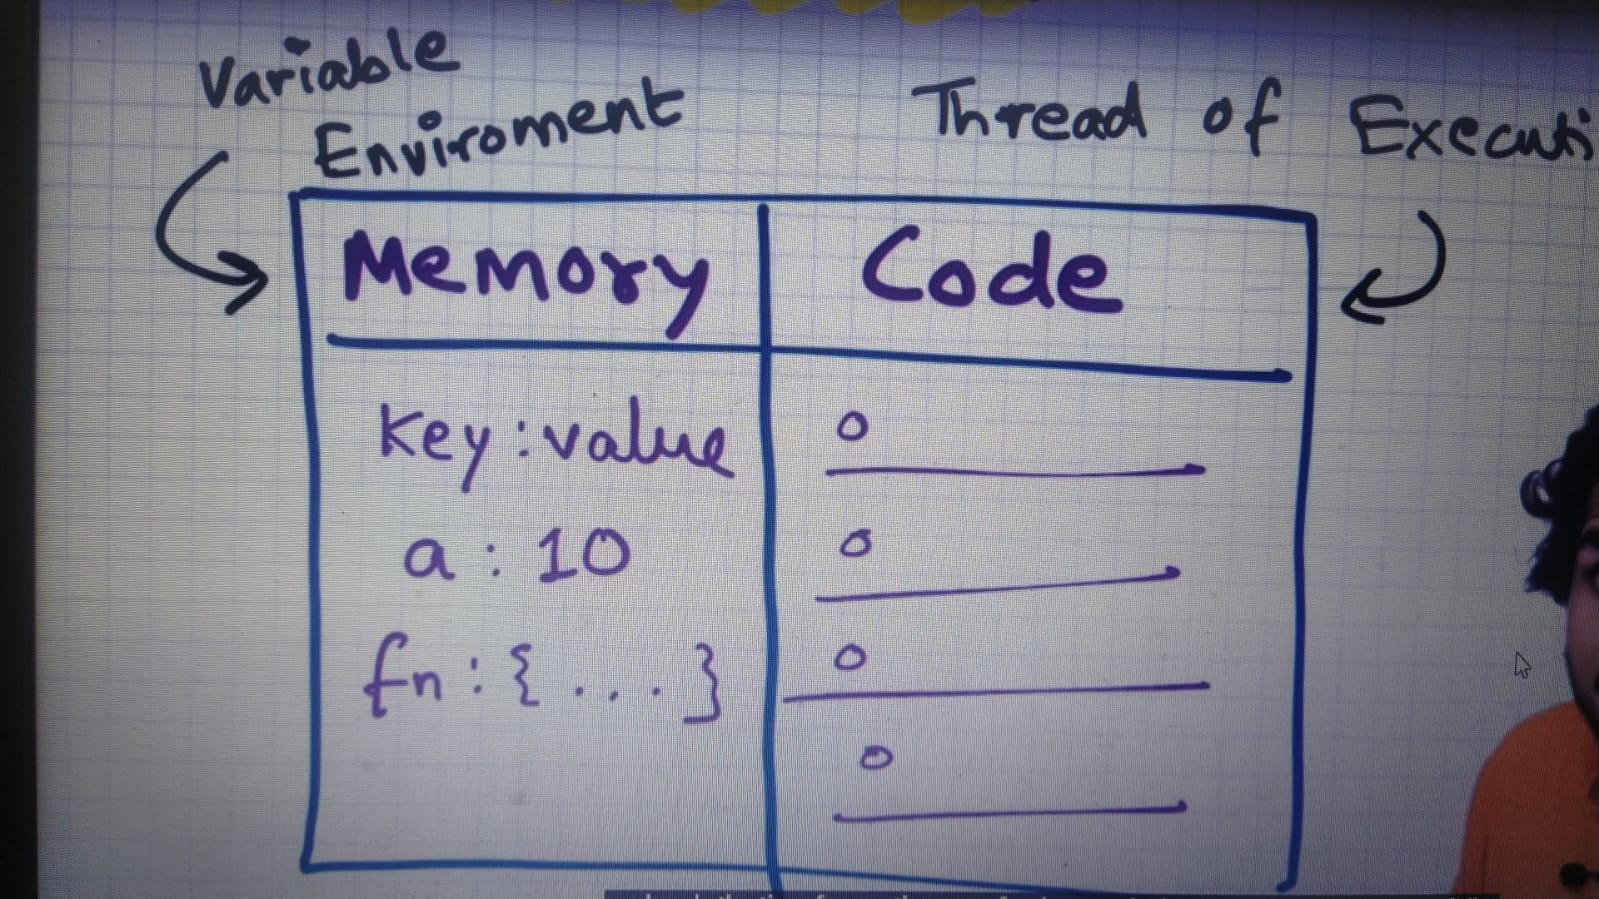 Variable
Enviroment
Thread of Executi
Memory
Code
key:value
a : 10
fn : { ... }